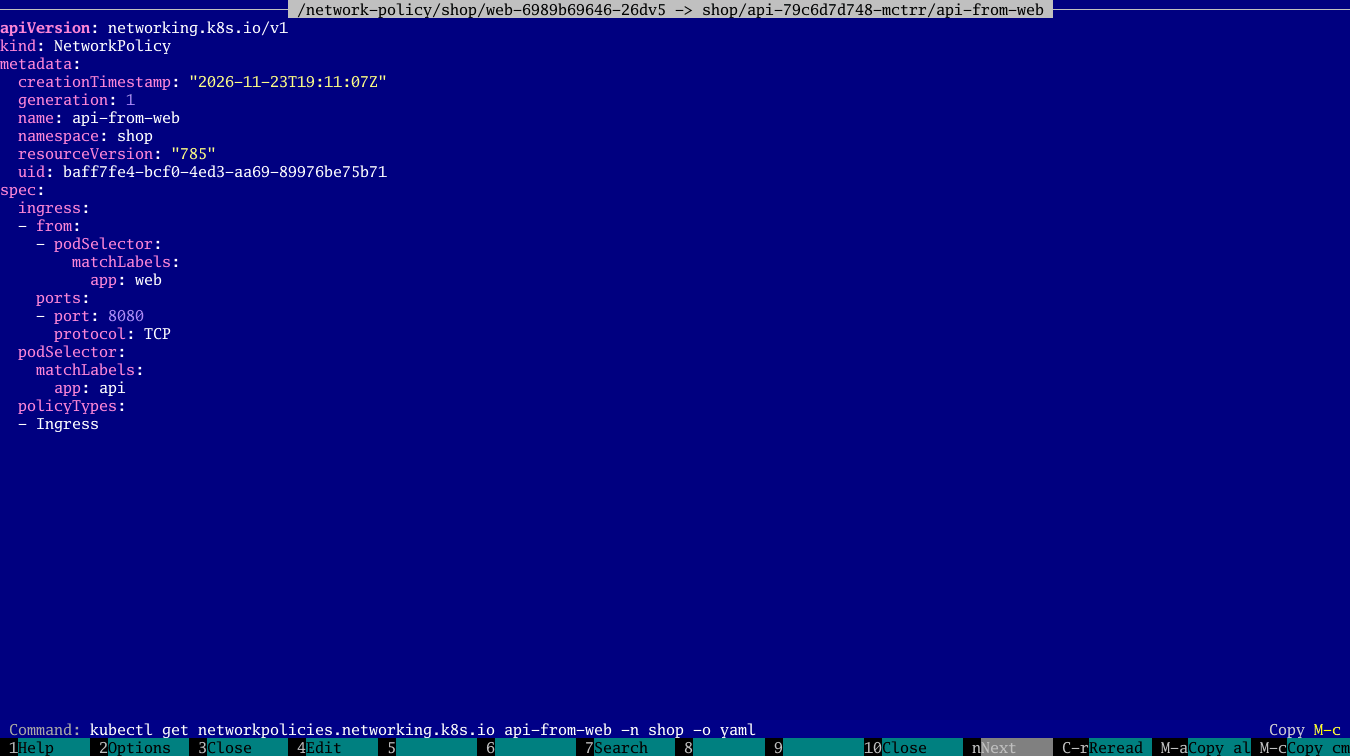 /network-policy/shop/web-6989b69646-26dv5 -> shop/api-79c6d7d748-mctrr/api-from-web
apiVersion: networking.k8s.io/v1
kind: NetworkPolicy
metadata:
  creationTimestamp: "2026-11-23T19:11:07Z"
  generation: 1
  name: api-from-web
  namespace: shop
  resourceVersion: "785"
  uid: baff7fe4-bcf0-4ed3-aa69-89976be75b71
spec:
  ingress:
  - from:
    - podSelector:
        matchLabels:
          app: web
    ports:
    - port: 8080
      protocol: TCP
  podSelector:
    matchLabels:
      app: api
  policyTypes:
  - Ingress
Command: kubectl get networkpolicies.networking.k8s.io api-from-web -n shop -o yaml Copy M-c
1Help 2Options 3Close 4Edit 5 6 7Search 8 9 10Close nNext C-rReread M-aCopy al M-cCopy cm